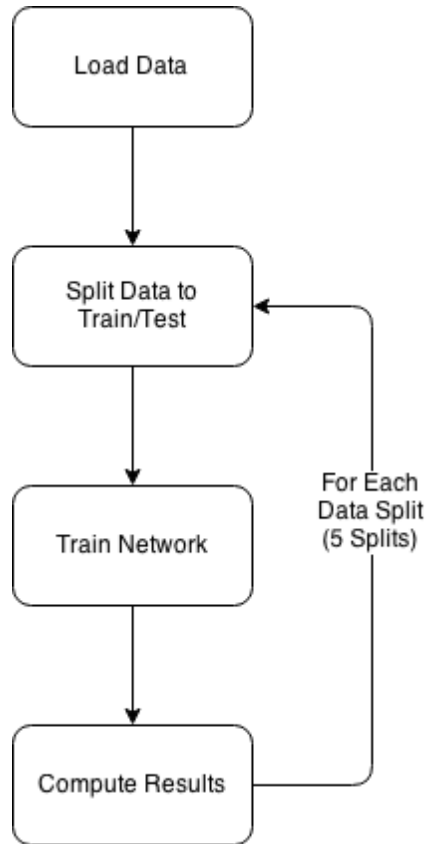 Load Data
Split Data to
Train/Test
Train Network
For Each
Data Split
(5 Splits)
Compute Results